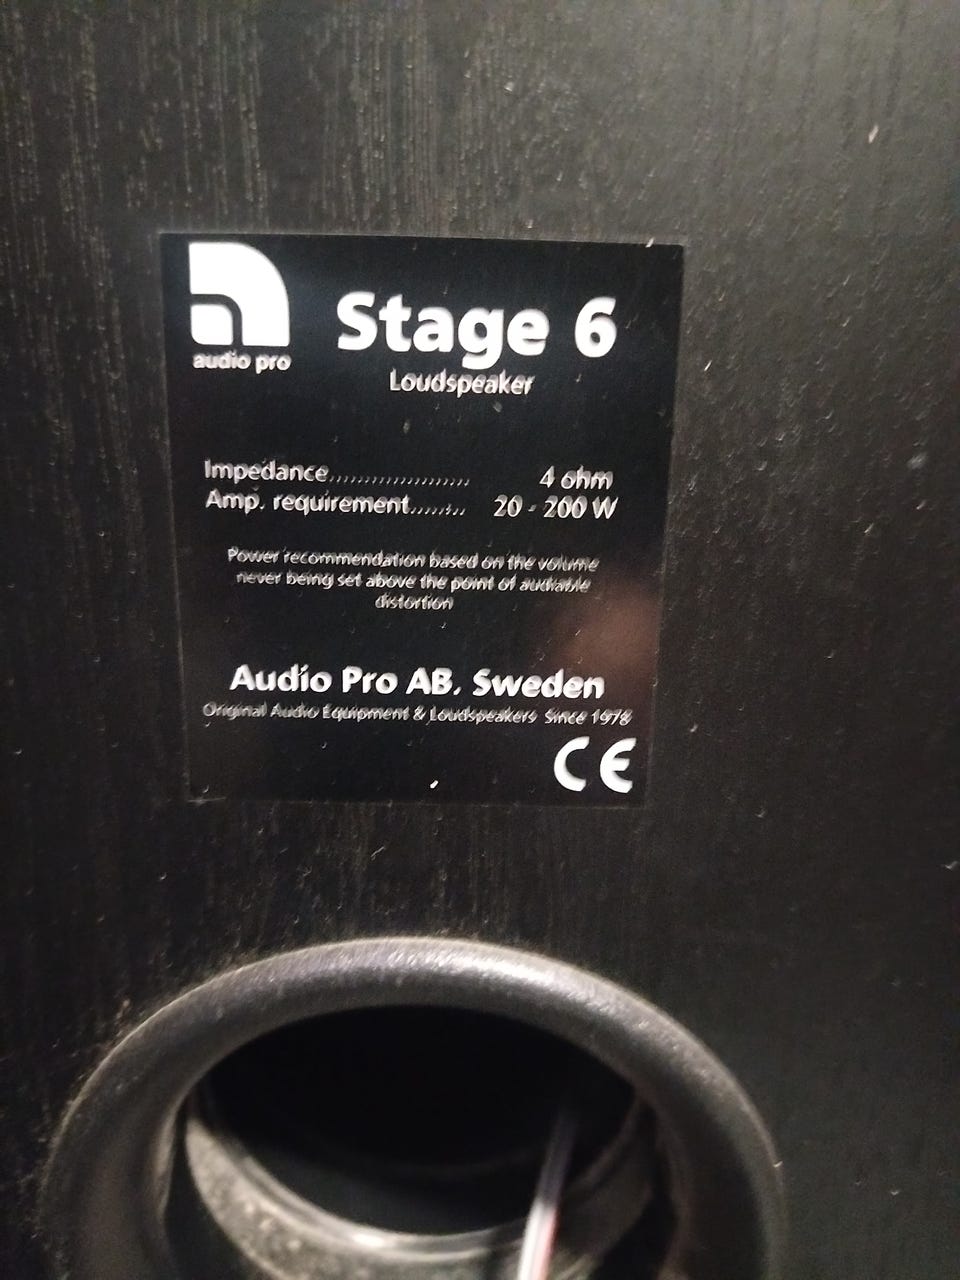 audio pro
Stage 6
Loudspeaker
Impedance..................... 4 ohm
Amp. requirement........ 20 - 200 W
Power recommendation based on the volume
never being set above the point of audiable
distortion
Audio Pro AB. Sweden
Original Audio Equipment & Loudspeakers Since 1978
CE